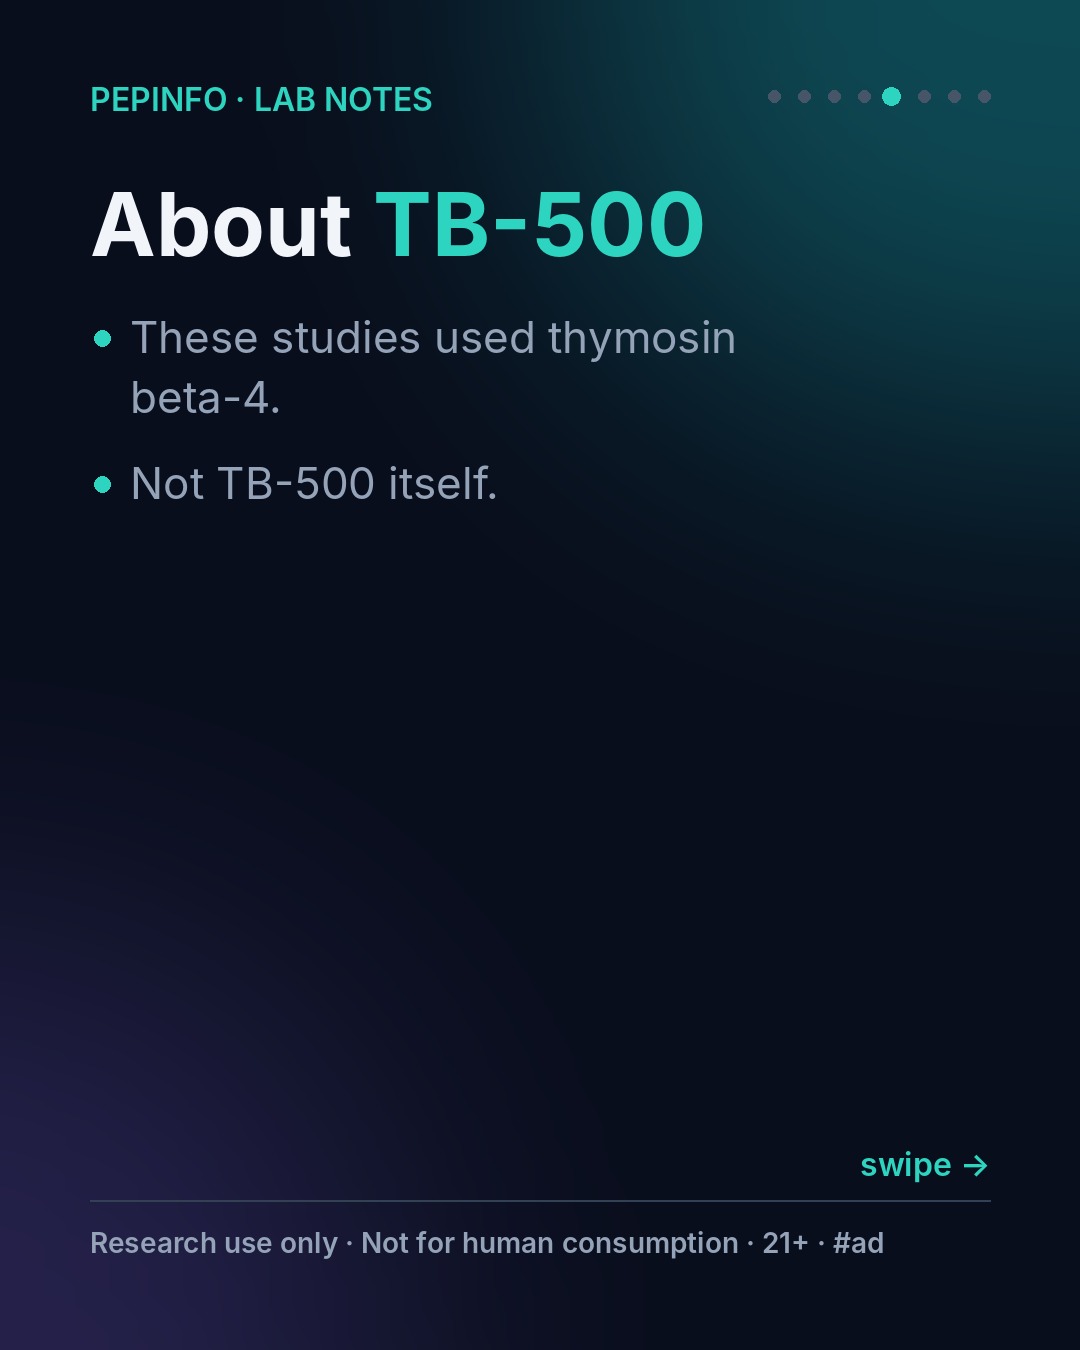 PEPINFO · LAB NOTES
About TB-500
These studies used thymosin
beta-4.
Not TB-500 itself.
swipe →
Research use only · Not for human consumption · 21+ · #ad